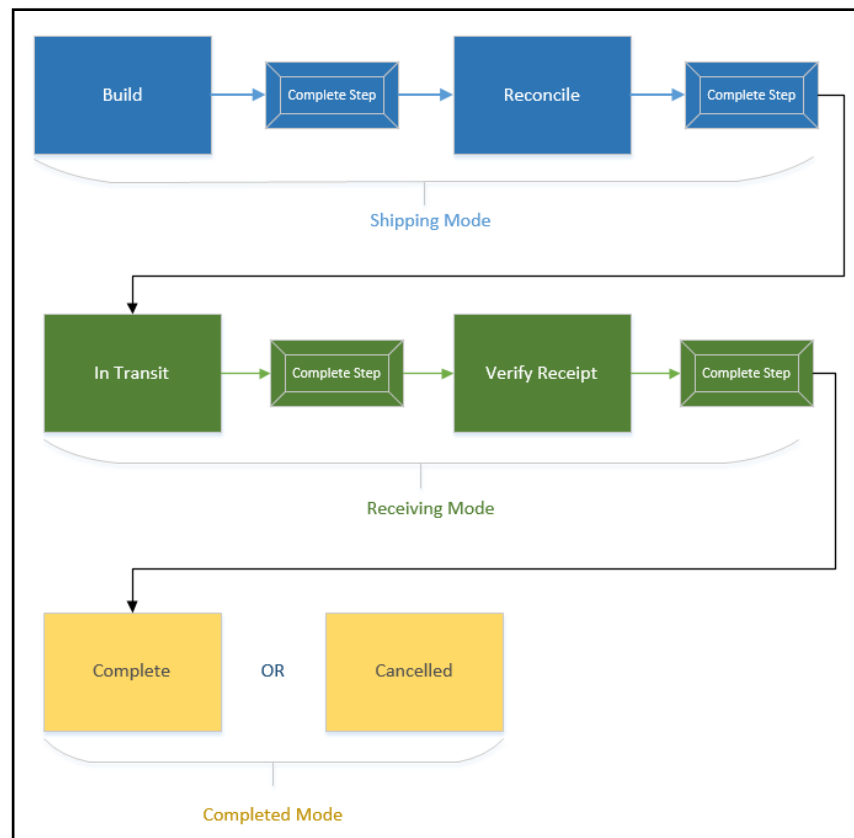 Build
Complete Step
Reconcile
Complete Step
Shipping Mode
In Transit
Complete Step
Verify Receipt
Complete Step
Receiving Mode
Complete
OR
Cancelled
Completed Mode